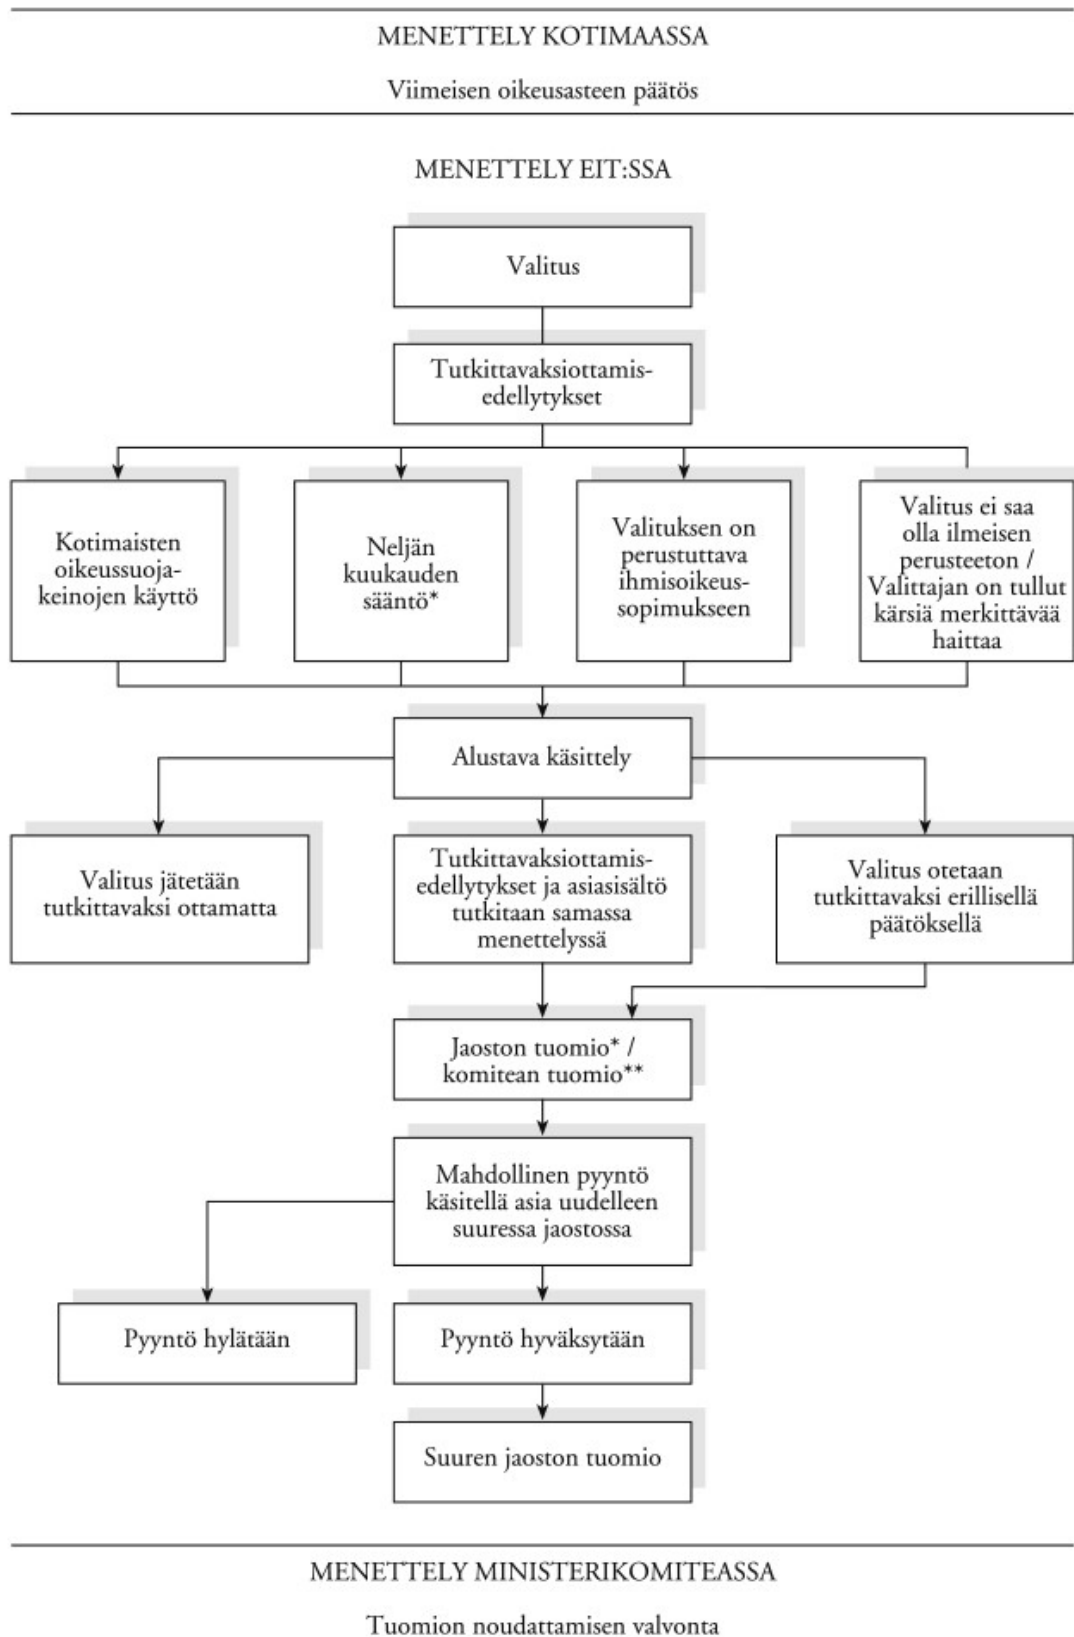 MENETTELY KOTIMAASSA
Viimeisen oikeusasteen päätös
MENETTELY EIT:SSA
Valitus
Tutkittavaksiottamis-
edellytykset
Kotimaisten
oikeussuoja-
keinojen käyttö
Neljän
kuukauden
sääntö*
Valituksen on
perustuttava
ihmisoikeus-
sopimukseen
Valitus ei saa
olla ilmeisen
perusteeton /
Valittajan on tullut
kärsiä merkittävää
haittaa
Alustava käsittely
Valitus jätetään
tutkittavaksi ottamatta
Tutkittavaksiottamis-
edellytykset ja asiasisältö
tutkitaan samassa
menettelyssä
Valitus otetaan
tutkittavaksi erillisellä
päätöksellä
Jaoston tuomio* /
komitean tuomio**
Mahdollinen pyyntö
käsitellä asia uudelleen
suuressa jaostossa
Pyyntö hylätään
Pyyntö hyväksytään
Suuren jaoston tuomio
MENETTELY MINISTERIKOMITEASSA
Tuomion noudattamisen valvonta